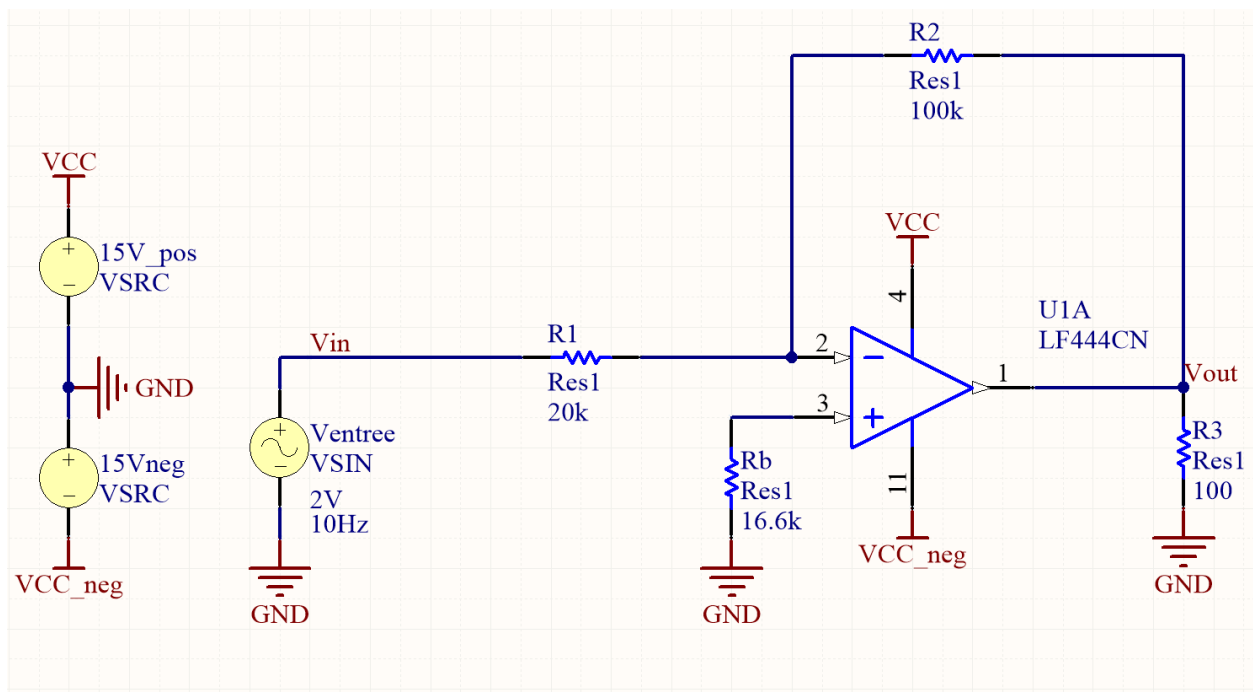 R2
Res1
100k
VCC
15V_pos
VSRC
GND
15Vneg
VSRC
VCC_neg
Vin
R1
Res1
20k
Ventree
VSIN
2V
10Hz
GND
VCC
4
U1A
LF444CN
2
3
1
11
Vout
Rb
Res1
16.6k
GND
VCC_neg
R3
Res1
100
GND